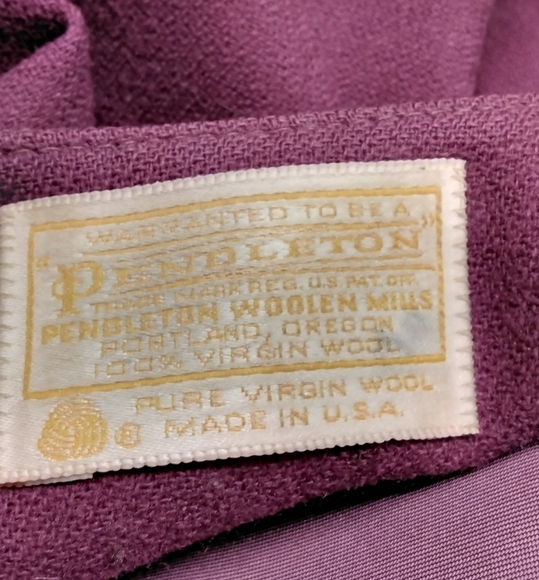 WARRANTED TO BE A
"PENDLETON"
TRADE MARK REG. U.S. PAT. OFF.
PENDLETON WOOLEN MILLS
PORTLAND, OREGON
100% VIRGIN WOOL
PURE VIRGIN WOOL
® MADE IN U.S.A.